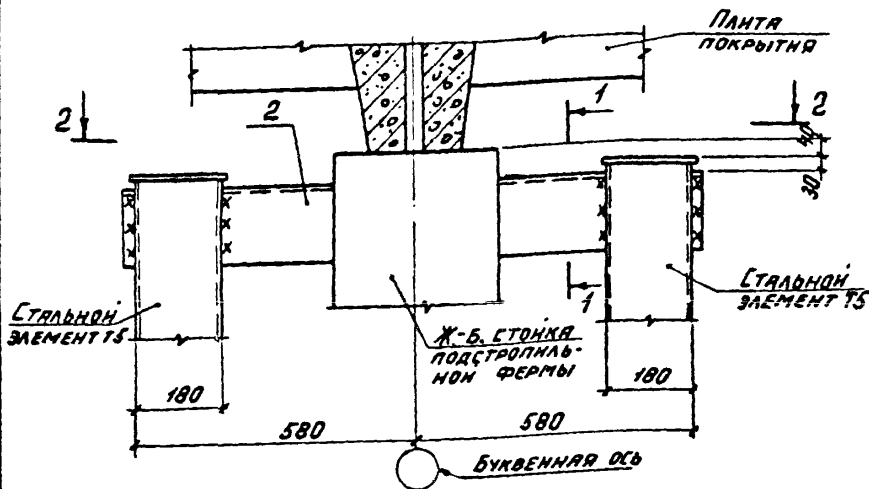 Плита
покрытия
2
2
1
2
40
30
Стальной
элемент Т5
Ж.-Б. стойка
подстропиль-
ной фермы
1
Стальной
элемент Т5
180
180
580
580
Буквенная ось